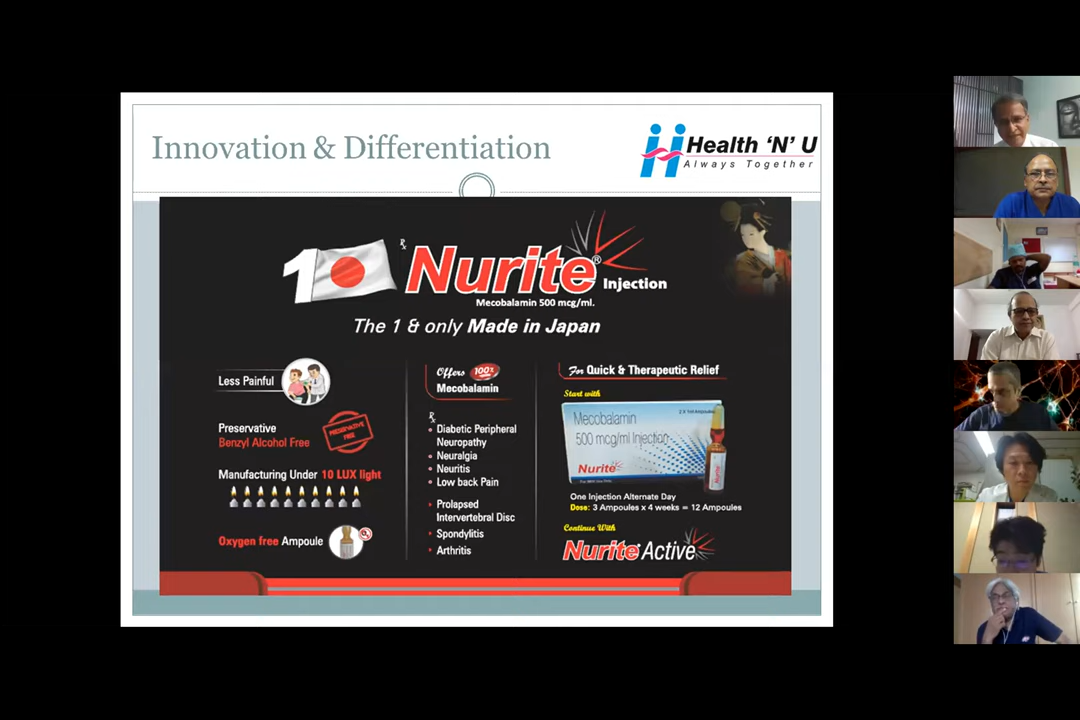 Innovation & Differentiation
Health ‘N’ U
Always Together
1
Rx
Nurite® Injection
Mecobalamin 500 mcg/ml.
The 1 & only Made in Japan
Less Painful
Preservative
Benzyl Alcohol Free
PRESERVATIVE
FREE
Manufacturing Under 10 LUX light
Oxygen free Ampoule
Offers 100%
Mecobalamin
Rx
Diabetic Peripheral
Neuropathy
Neuralgia
Neuritis
Low back Pain
Prolapsed
Intervertebral Disc
Spondylitis
Arthritis
For Quick & Therapeutic Relief
Start with
Mecobalamin
500 mcg/ml Injection
Nurite
Nurite
One Injection Alternate Day
Dose: 3 Ampoules x 4 weeks = 12 Ampoules
Continue With
Nurite Active